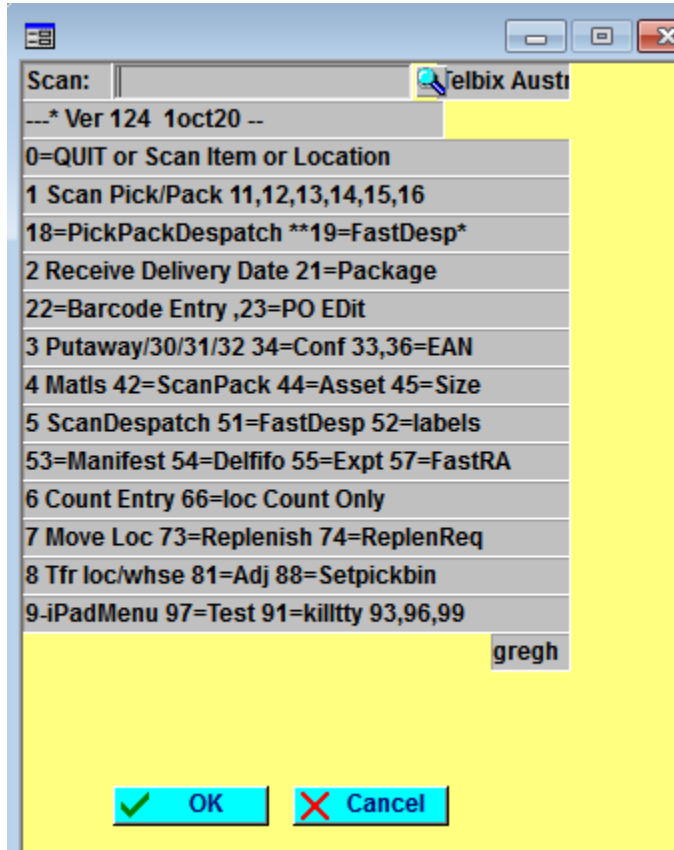 Scan: Telbix Austr
---* Ver 124 1oct20 --
0=QUIT or Scan Item or Location
1 Scan Pick/Pack 11,12,13,14,15,16
18=PickPackDespatch **19=FastDesp*
2 Receive Delivery Date 21=Package
22=Barcode Entry ,23=PO EDit
3 Putaway/30/31/32 34=Conf 33,36=EAN
4 Matls 42=ScanPack 44=Asset 45=Size
5 ScanDespatch 51=FastDesp 52=labels
53=Manifest 54=Delfifo 55=Expt 57=FastRA
6 Count Entry 66=loc Count Only
7 Move Loc 73=Replenish 74=ReplenReq
8 Tfr loc/whse 81=Adj 88=Setpickbin
9-iPadMenu 97=Test 91=killtty 93,96,99
gregh
OK Cancel